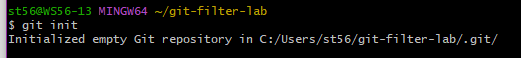 st56@WS56-13 MINGW64 ~/git-filter-lab
$ git init
Initialized empty Git repository in C:/Users/st56/git-filter-lab/.git/